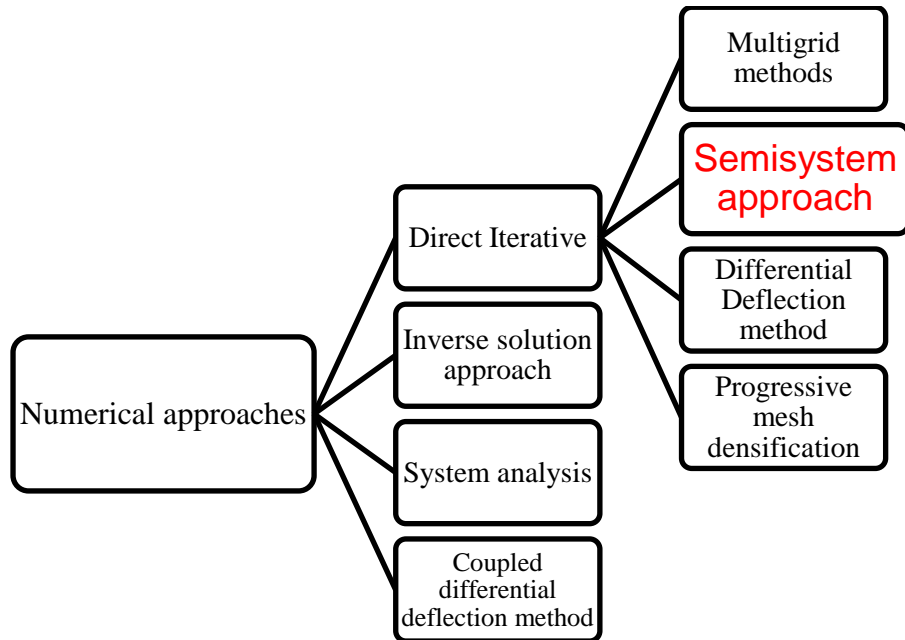 Numerical approaches
Direct Iterative
Inverse solution
approach
System analysis
Coupled
differential
deflection method
Multigrid
methods
Semisystem
approach
Differential
Deflection
method
Progressive
mesh
densification